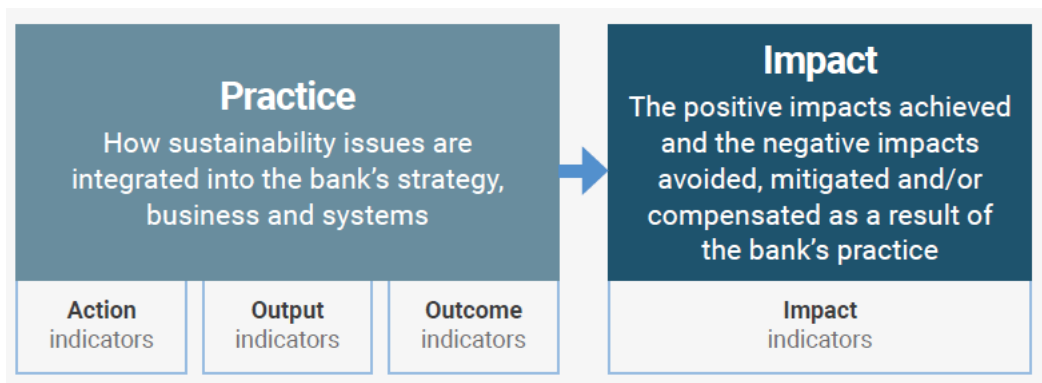 Practice
How sustainability issues are
integrated into the bank's strategy,
business and systems
Action
indicators
Output
indicators
Outcome
indicators
Impact
The positive impacts achieved
and the negative impacts
avoided, mitigated and/or
compensated as a result of
the bank's practice
Impact
indicators